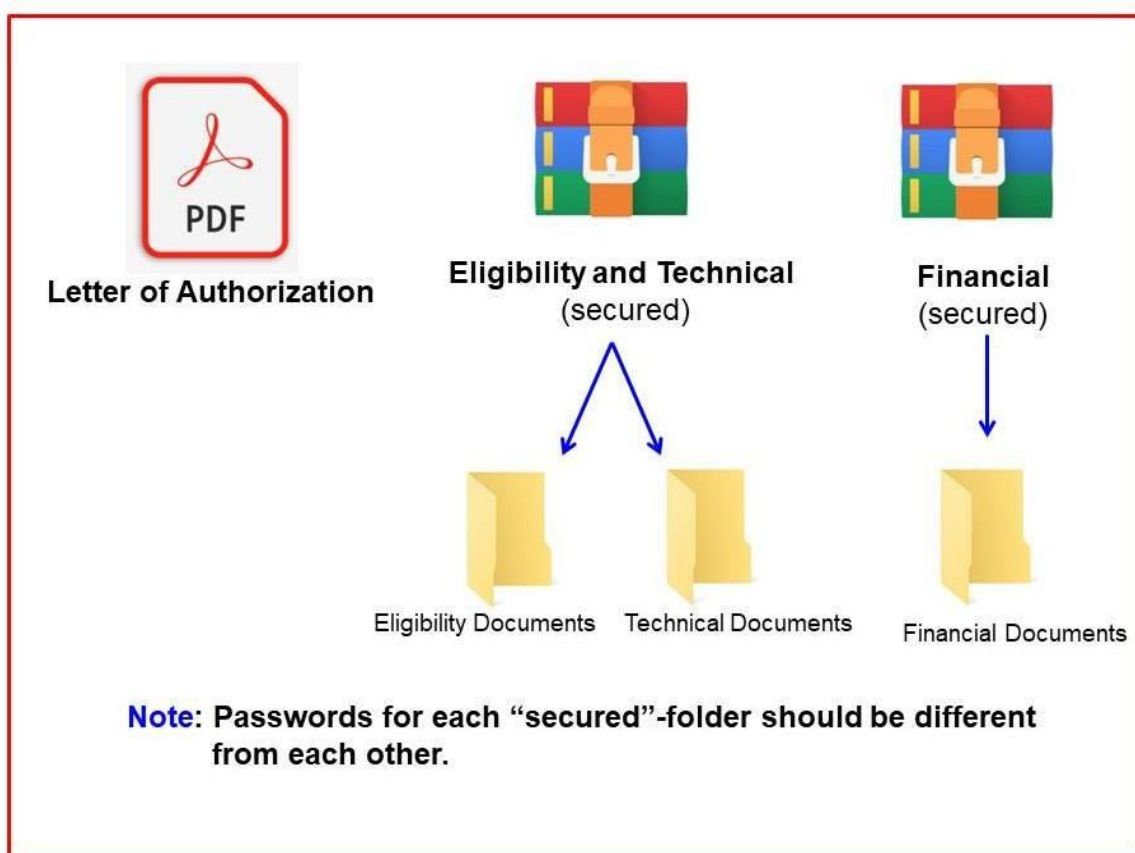 PDF
Letter of Authorization
Eligibility and Technical
(secured)
Financial
(secured)
Eligibility Documents
Technical Documents
Financial Documents
Note: Passwords for each “secured”-folder should be different
from each other.